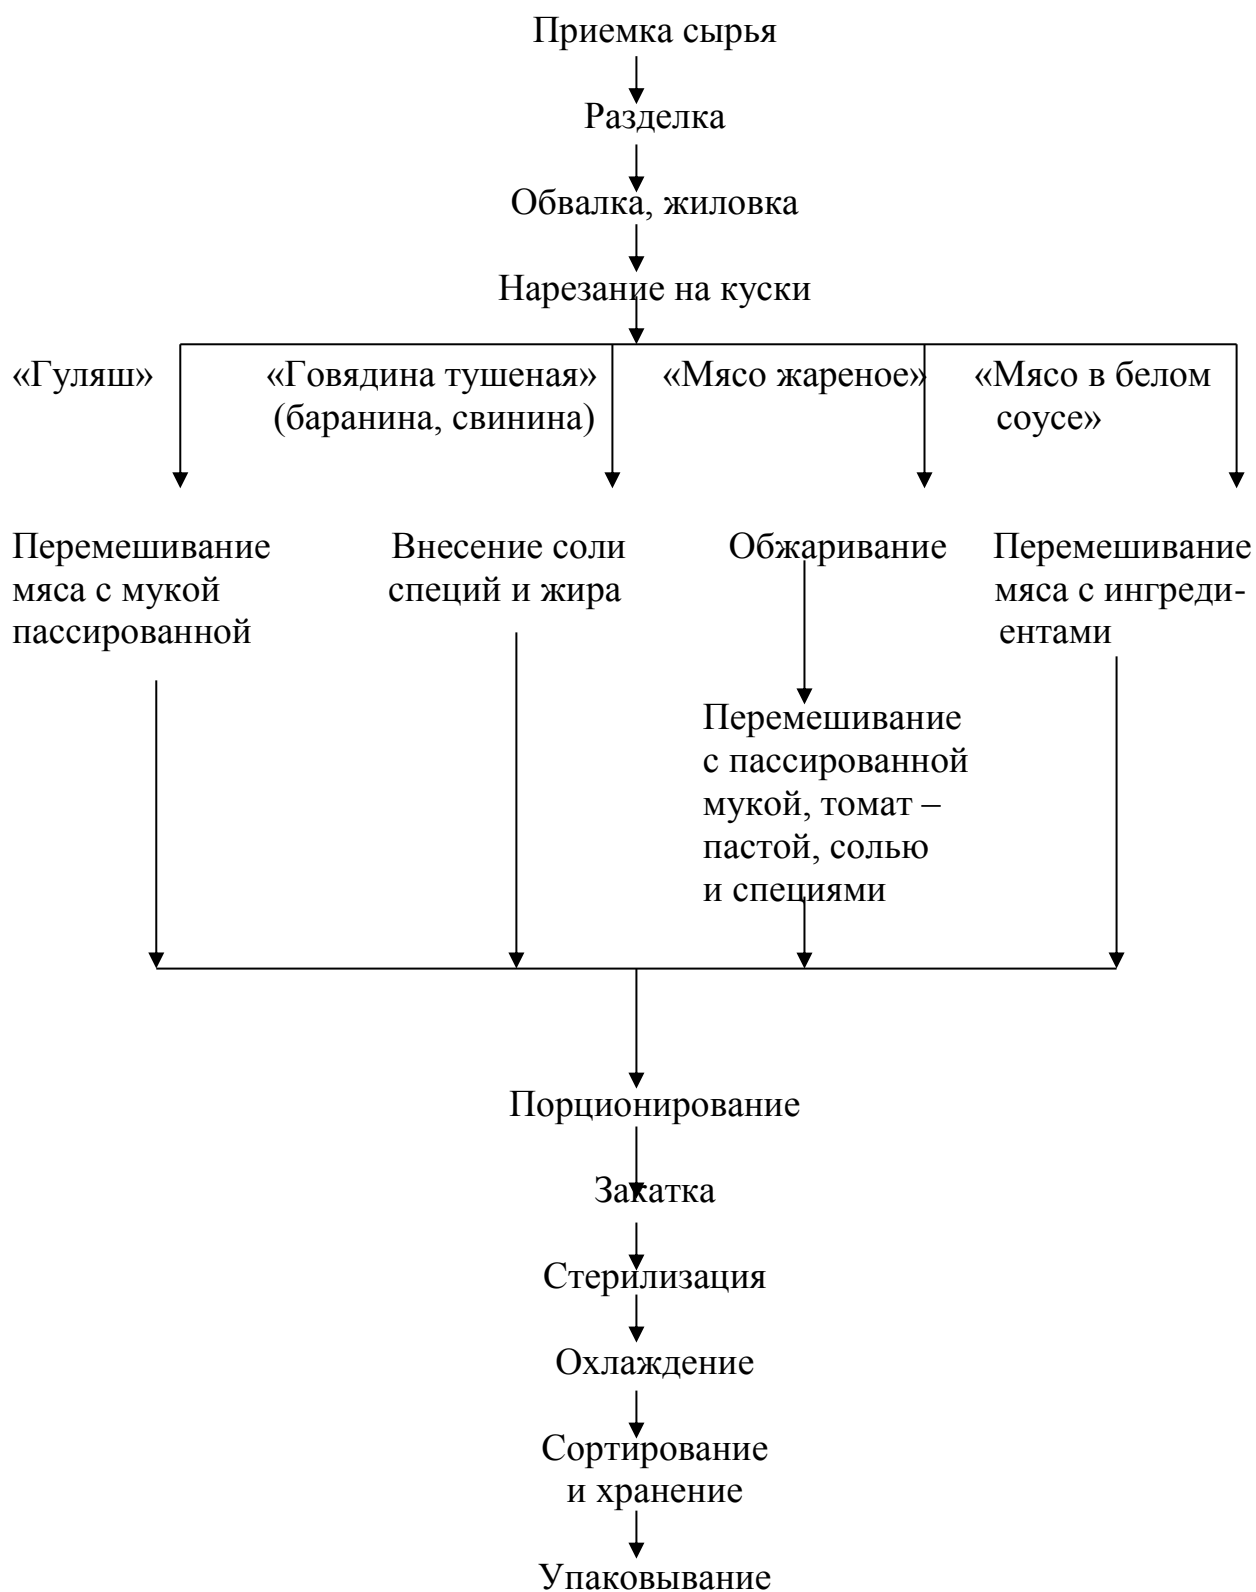 Приемка сырья
Разделка
Обвалка, жиловка
Нарезание на куски
«Гуляш»
«Говядина тушеная»
(баранина, свинина)
«Мясо жареное»
«Мясо в белом
соусе»
Перемешивание
мяса с мукой
пассированной
Внесение соли
специй и жира
Обжаривание
Перемешивание
с пассированной
мукой, томат –
пастой, солью
и специями
Перемешивание
мяса с ингреди-
ентами
Порционирование
Закатка
Стерилизация
Охлаждение
Сортирование
и хранение
Упаковывание